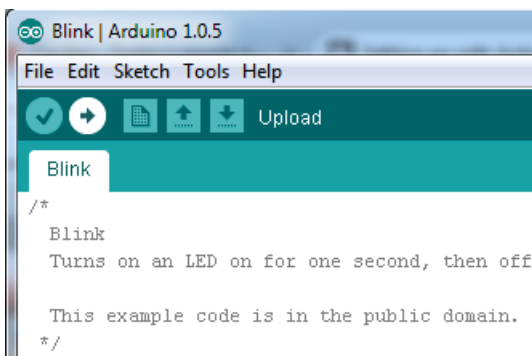 Blink | Arduino 1.0.5
File Edit Sketch Tools Help
Upload
Blink
/*
Blink
Turns on an LED on for one second, then off
This example code is in the public domain.
*/